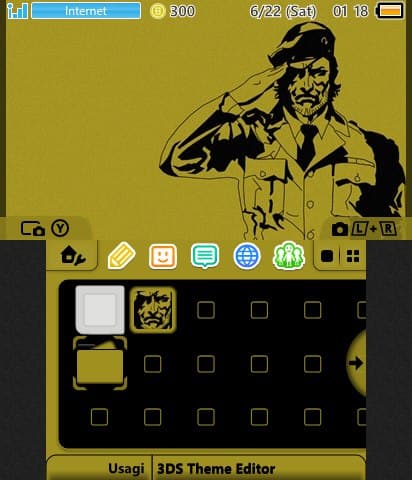 Internet 300 6/22 (Sat) 01 18
Y L + R
Usagi 3DS Theme Editor